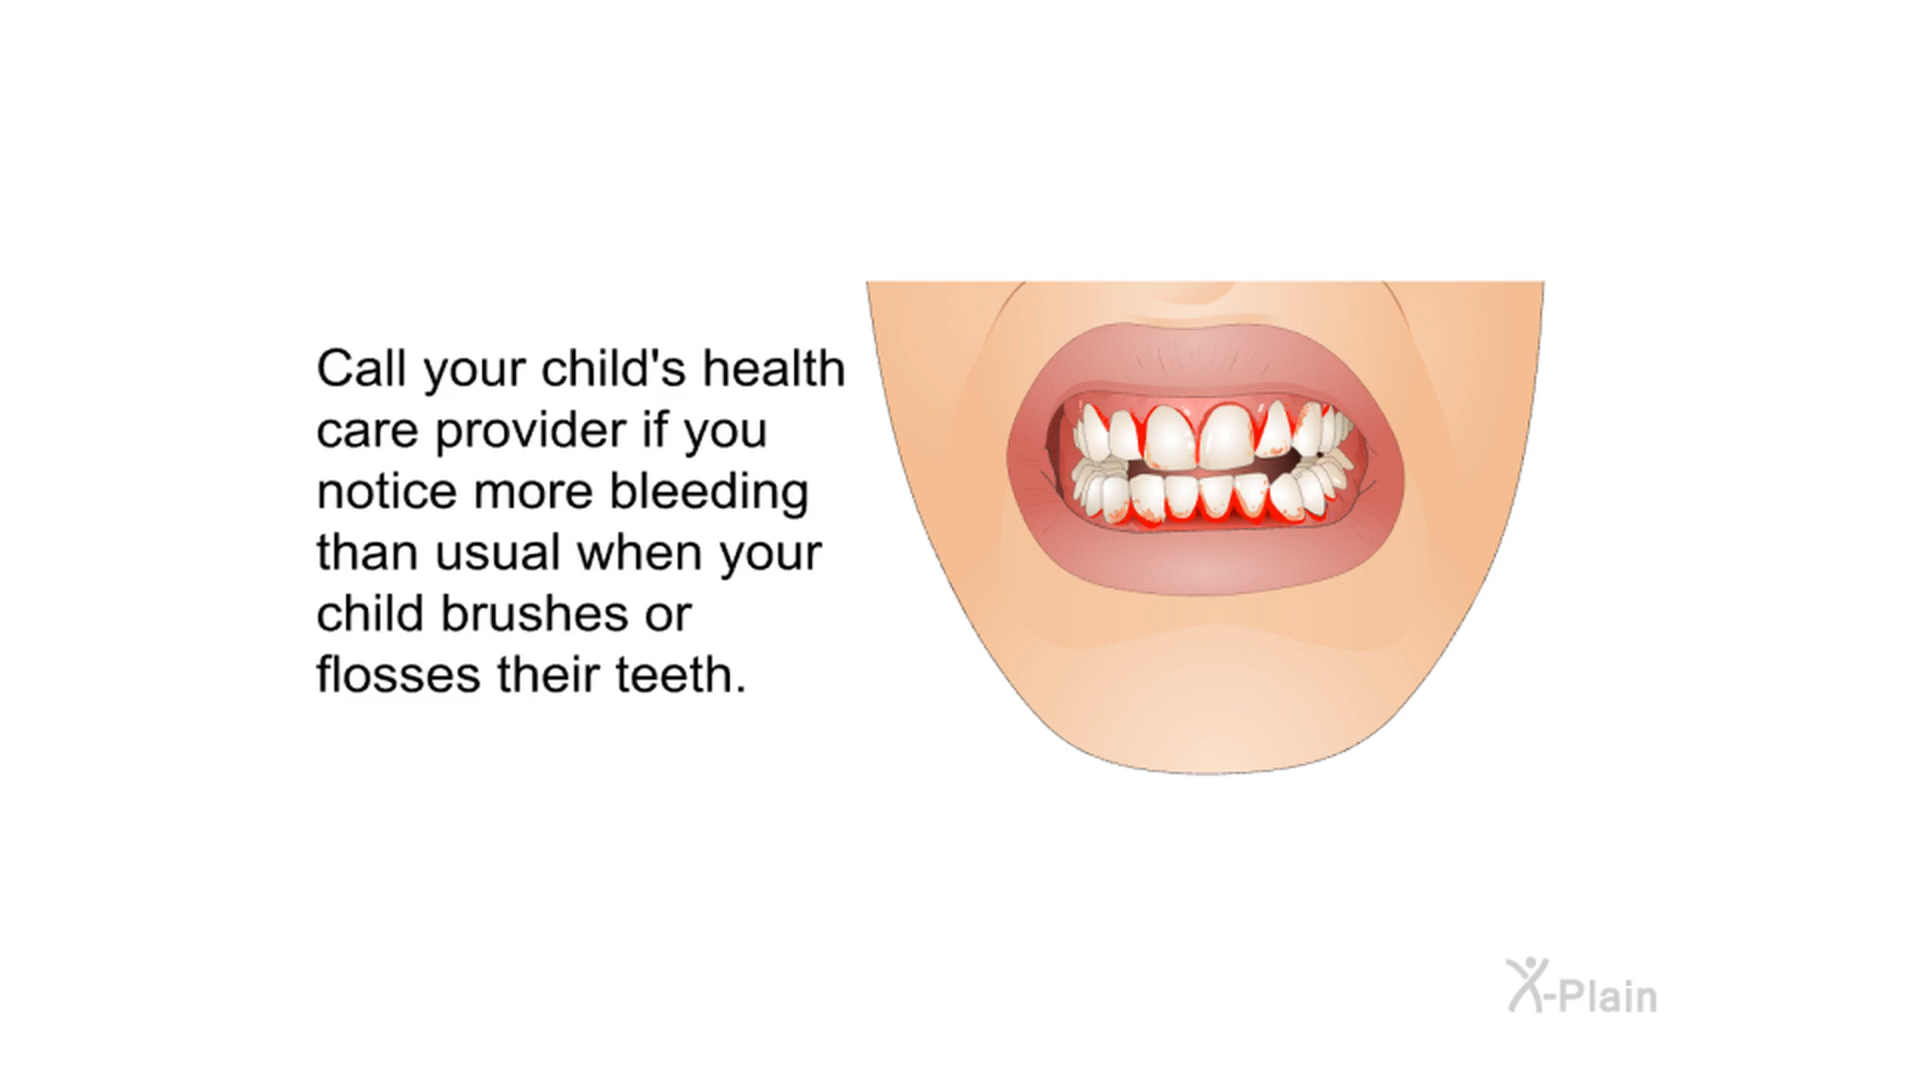 Call your child's health
care provider if you
notice more bleeding
than usual when your
child brushes or
flosses their teeth.
X-Plain